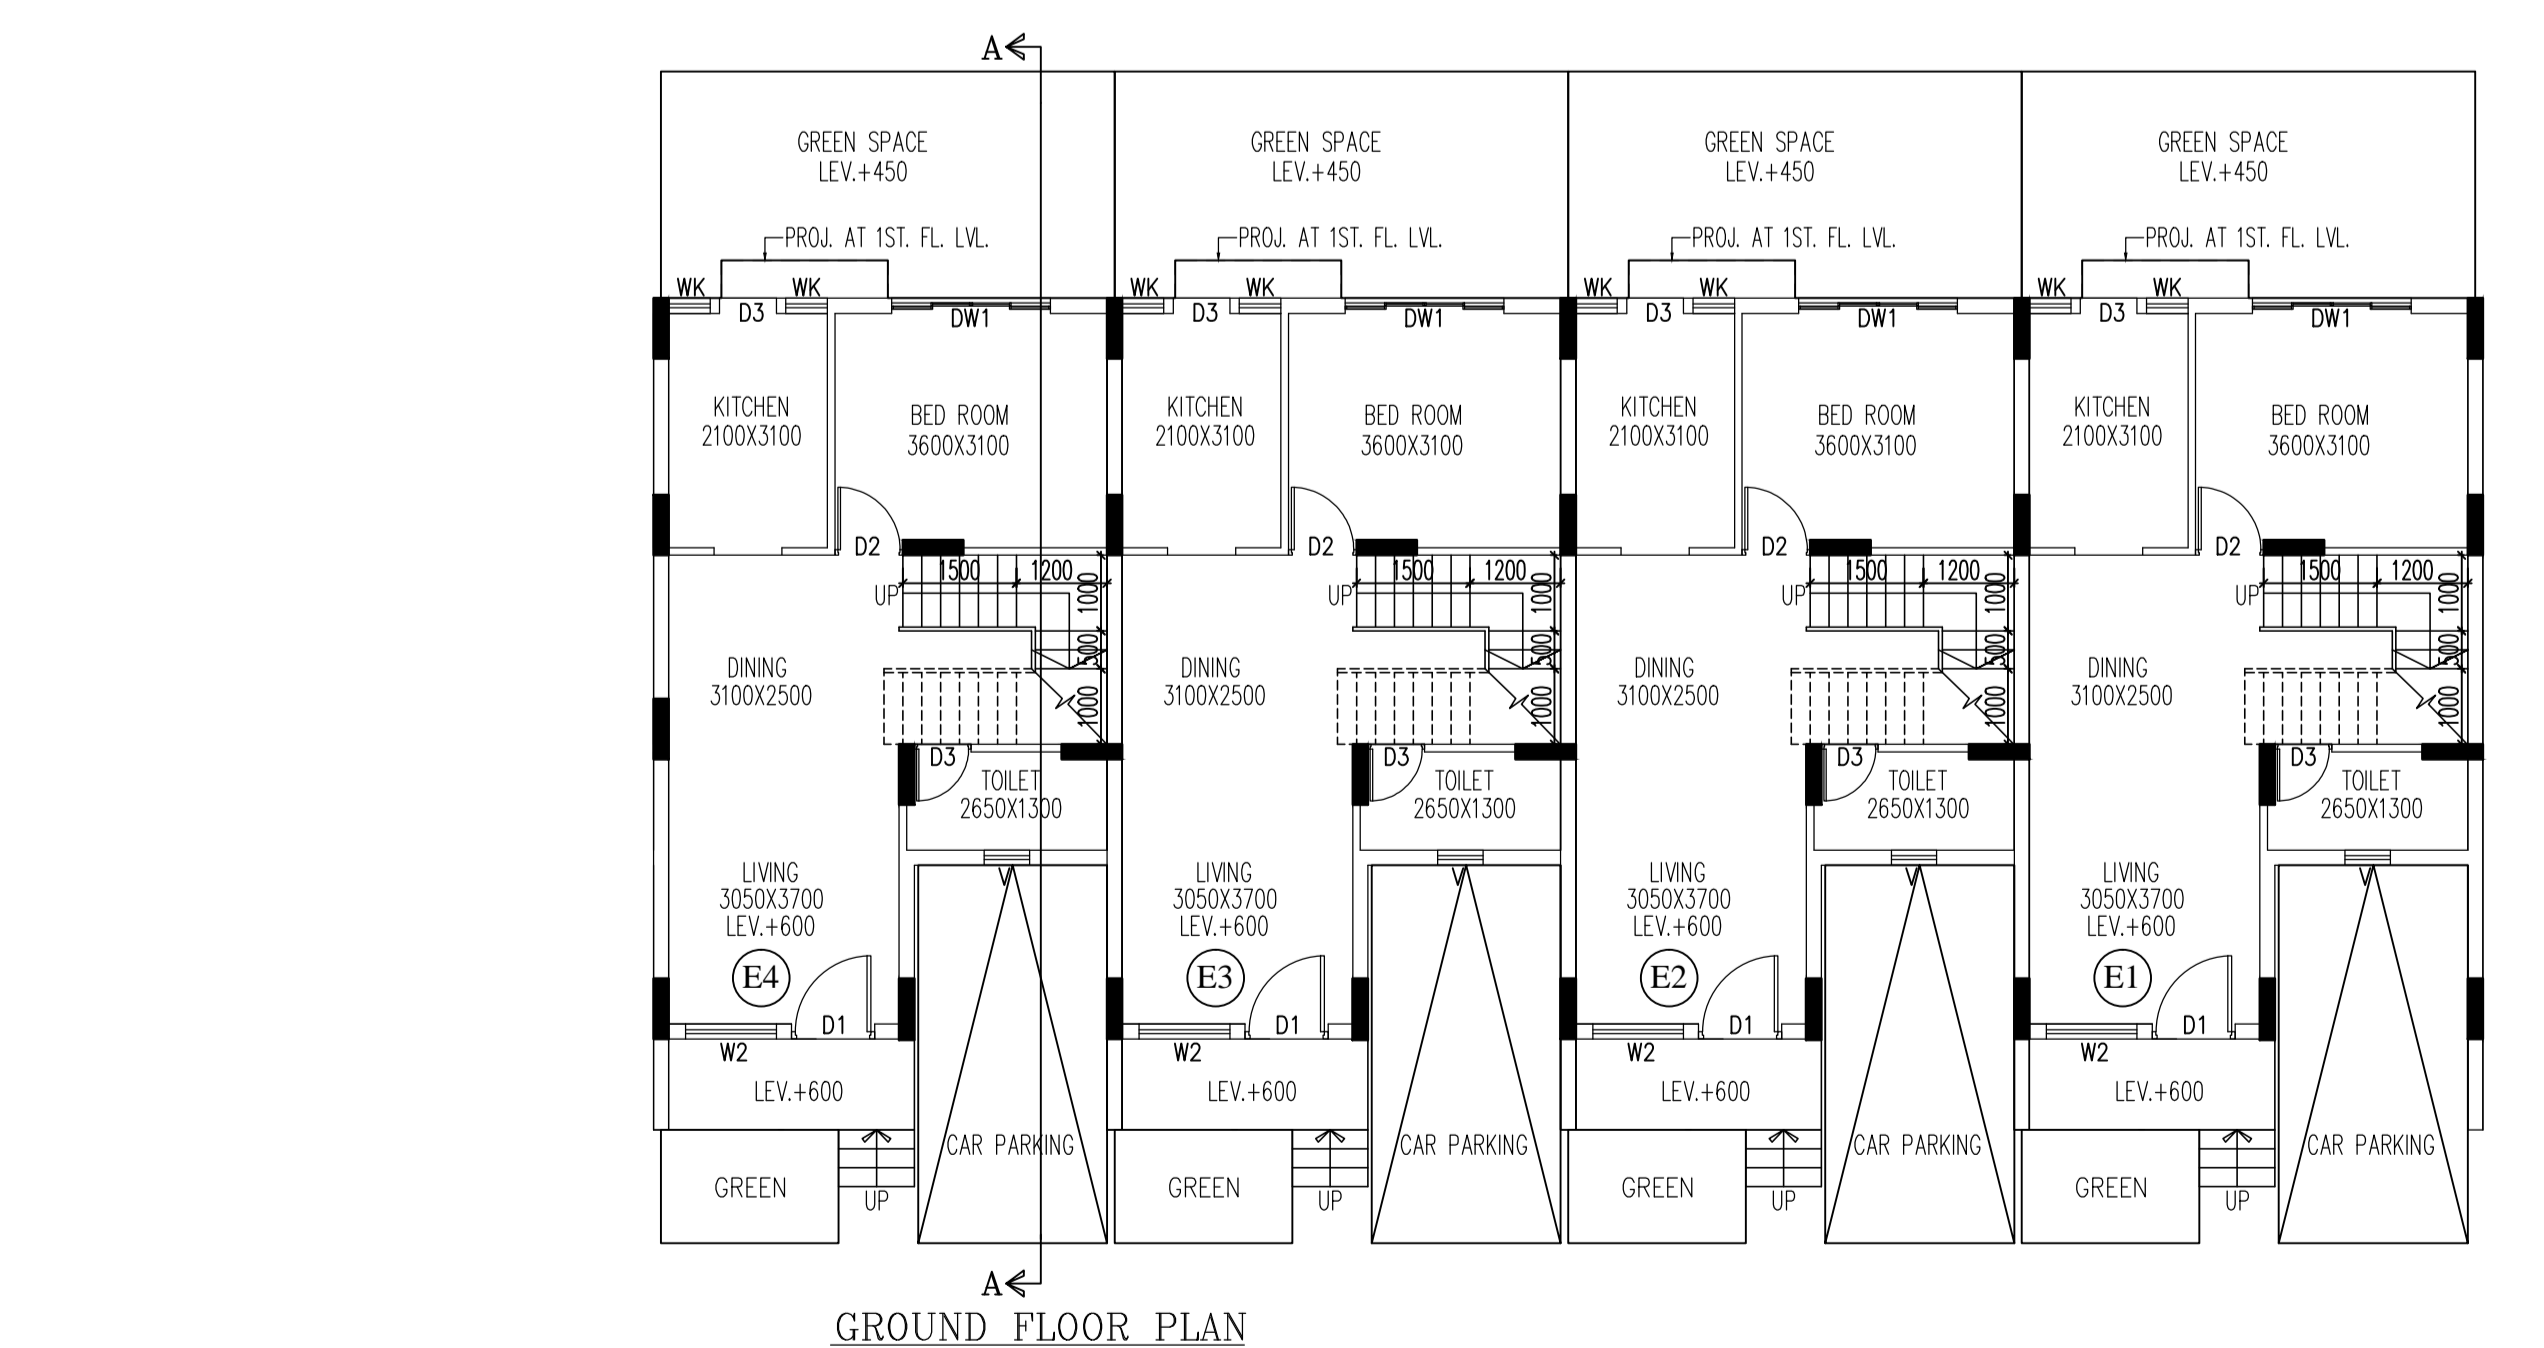 A
GREEN SPACE
LEV.+450
GREEN SPACE
LEV.+450
GREEN SPACE
LEV.+450
GREEN SPACE
LEV.+450
PROJ. AT 1ST. FL. LVL.
PROJ. AT 1ST. FL. LVL.
PROJ. AT 1ST. FL. LVL.
PROJ. AT 1ST. FL. LVL.
WK
WK
WK
WK
WK
WK
WK
WK
D3
DW1
D3
DW1
D3
DW1
D3
DW1
KITCHEN
2100X3100
BED ROOM
3600X3100
KITCHEN
2100X3100
BED ROOM
3600X3100
KITCHEN
2100X3100
BED ROOM
3600X3100
KITCHEN
2100X3100
BED ROOM
3600X3100
D2
D2
D2
D2
1500
1200
1500
1200
1500
1200
1500
1200
UP
1000
UP
1000
UP
1000
UP
1000
500
500
500
500
DINING
3100X2500
DINING
3100X2500
DINING
3100X2500
DINING
3100X2500
1000
1000
1000
1000
D3
D3
D3
D3
TOILET
2650X1300
TOILET
2650X1300
TOILET
2650X1300
TOILET
2650X1300
V
V
V
V
LIVING
3050X3700
LEV.+600
LIVING
3050X3700
LEV.+600
LIVING
3050X3700
LEV.+600
LIVING
3050X3700
LEV.+600
E4
E3
E2
E1
D1
D1
D1
D1
W2
W2
W2
W2
LEV.+600
LEV.+600
LEV.+600
LEV.+600
CAR PARKING
CAR PARKING
CAR PARKING
CAR PARKING
GREEN
GREEN
GREEN
GREEN
UP
UP
UP
UP
A
GROUND FLOOR PLAN